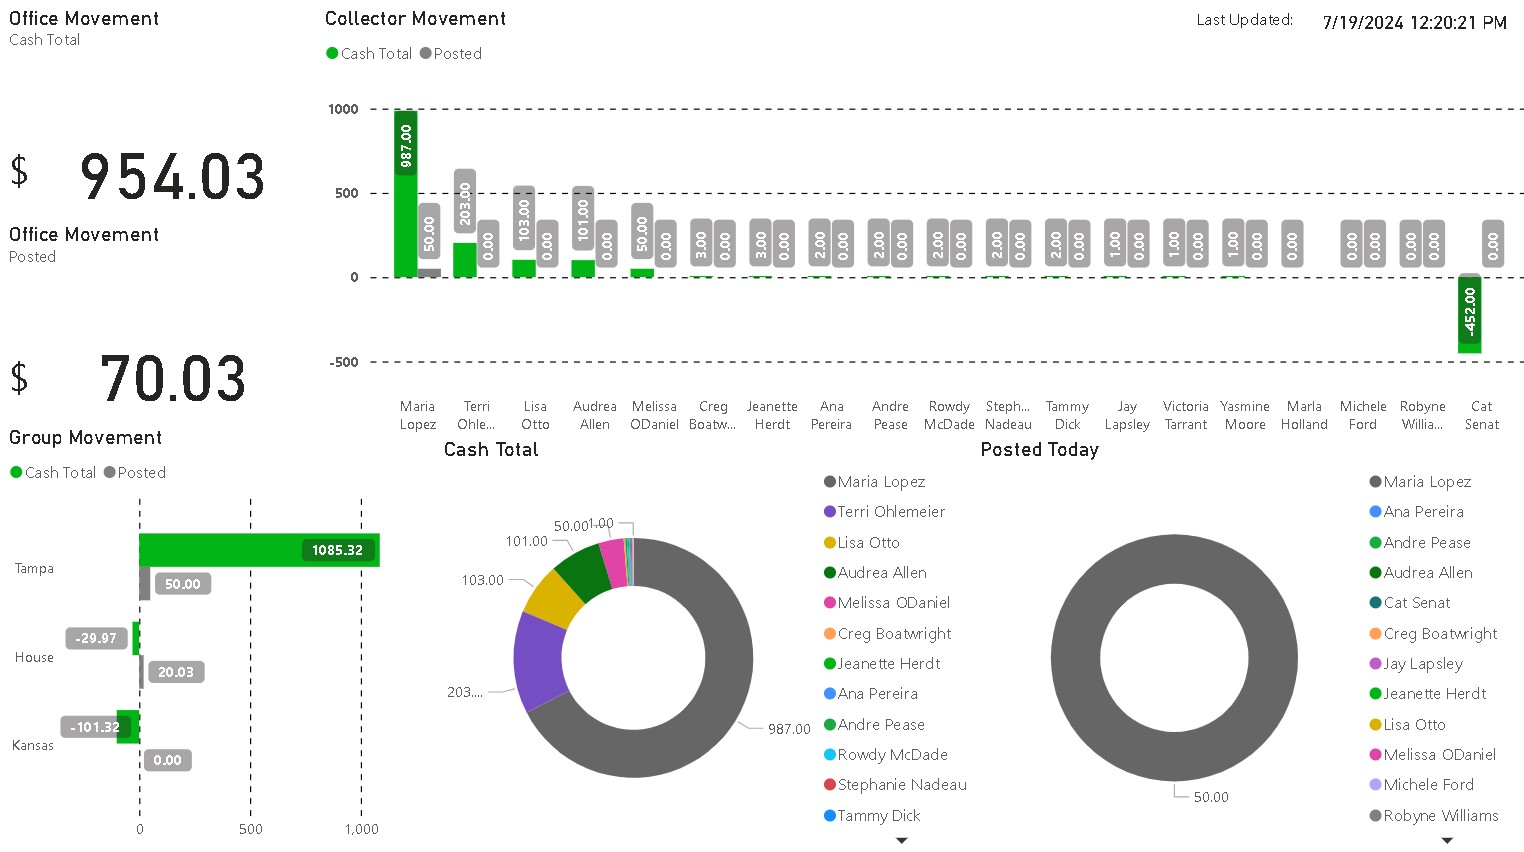 Office Movement
Cash Total
$ 954.03
Office Movement
Posted
$ 70.03
Collector Movement
Last Updated: 7/19/2024 12:20:21 PM
Cash Total Posted
1000
500
0
-500
987.00 50.00 203.00 0.00 103.00 0.00 101.00 0.00 50.00 0.00 3.00 0.00 3.00 0.00 2.00 0.00 2.00 0.00 2.00 0.00 2.00 0.00 2.00 0.00 1.00 0.00 1.00 0.00 1.00 0.00 0.00 0.00 0.00 0.00 0.00 -452.00 0.00
Maria Lopez
Terri Ohle...
Lisa Otto
Audrea Allen
Melissa ODaniel
Creg Boatw...
Jeanette Herdt
Ana Pereira
Andre Pease
Rowdy McDade
Steph... Nadeau
Tammy Dick
Jay Lapsley
Victoria Tarrant
Yasmine Moore
Marla Holland
Michele Ford
Robyne Willia...
Cat Senat
Group Movement
Cash Total Posted
Tampa
1085.32
50.00
House
-29.97
20.03
Kansas
-101.32
0.00
0 500 1,000
Cash Total
50.00
1.00
101.00
103.00
203....
987.00
Maria Lopez
Terri Ohlemeier
Lisa Otto
Audrea Allen
Melissa ODaniel
Creg Boatwright
Jeanette Herdt
Ana Pereira
Andre Pease
Rowdy McDade
Stephanie Nadeau
Tammy Dick
Posted Today
50.00
Maria Lopez
Ana Pereira
Andre Pease
Audrea Allen
Cat Senat
Creg Boatwright
Jay Lapsley
Jeanette Herdt
Lisa Otto
Melissa ODaniel
Michele Ford
Robyne Williams